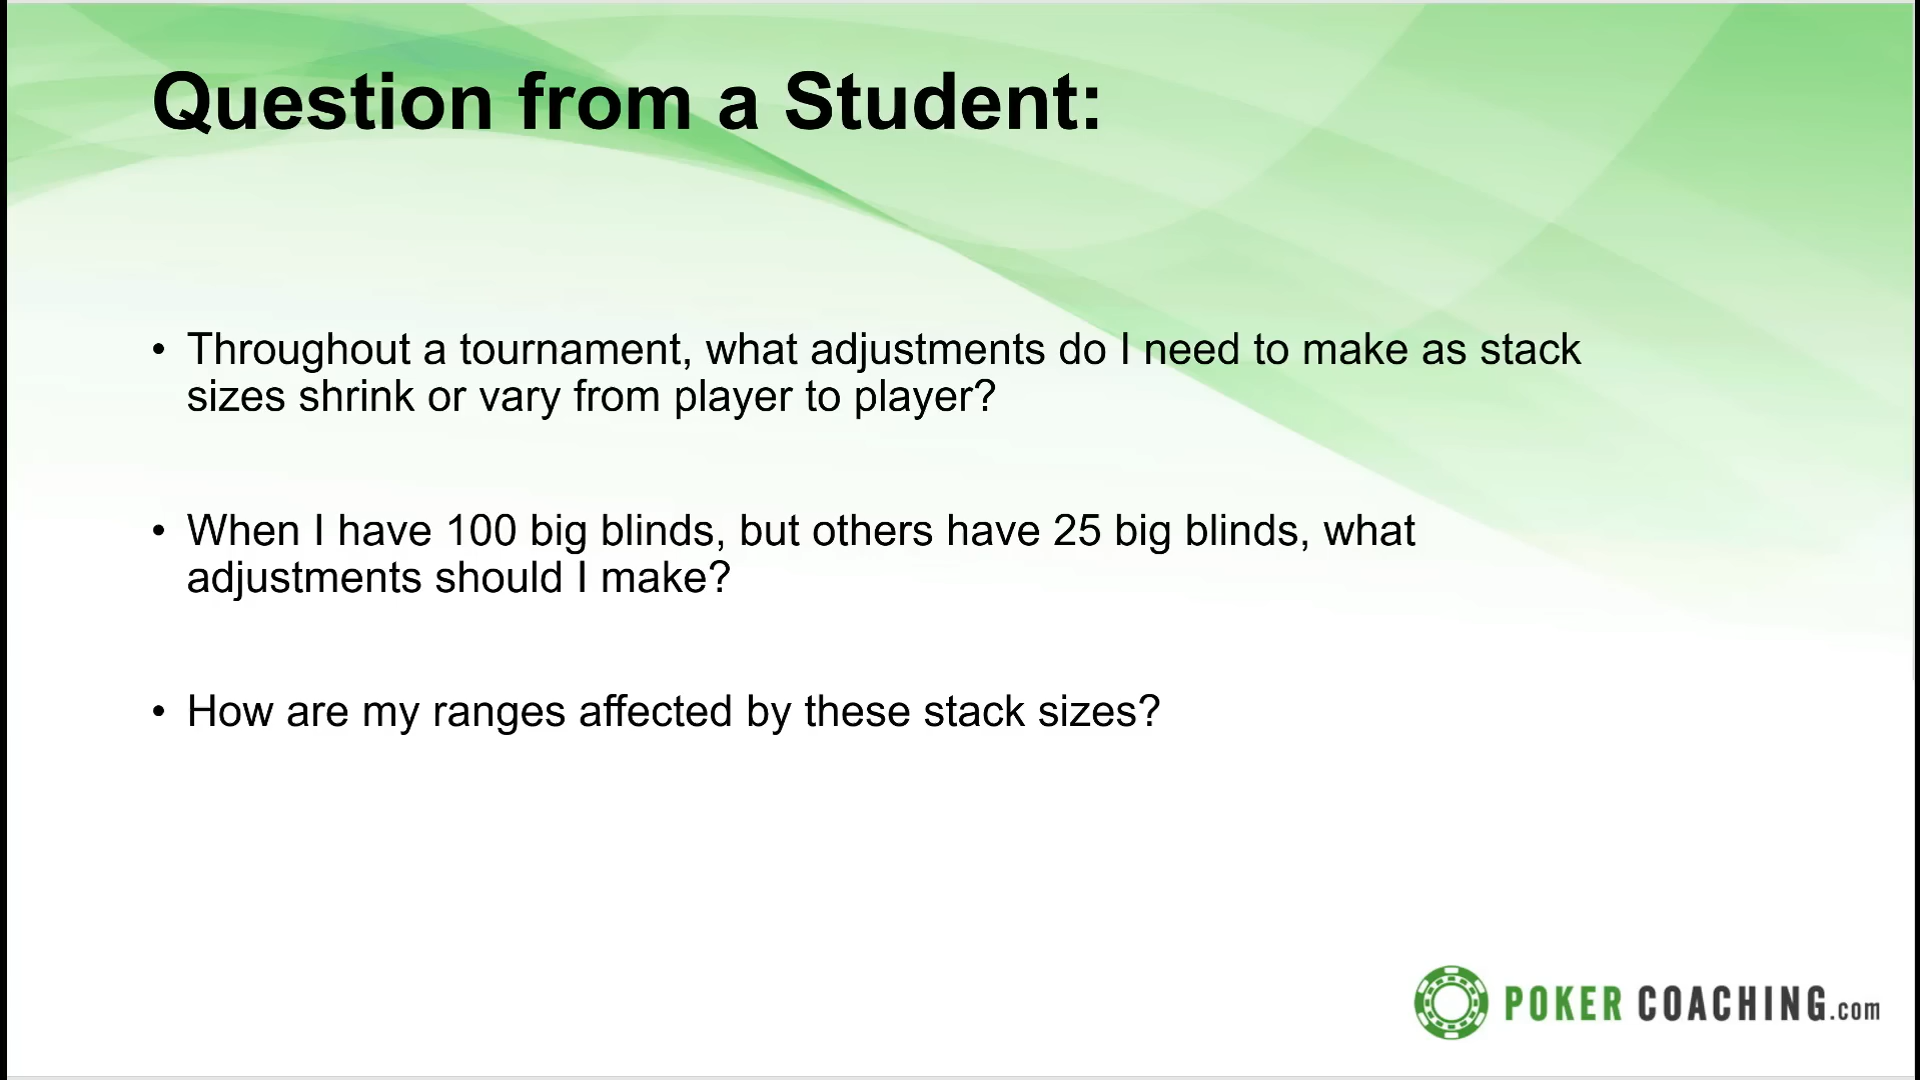 Question from a Student:
• Throughout a tournament, what adjustments do I need to make as stack
sizes shrink or vary from player to player?
• When I have 100 big blinds, but others have 25 big blinds, what
adjustments should I make?
• How are my ranges affected by these stack sizes?
POKER COACHING.com